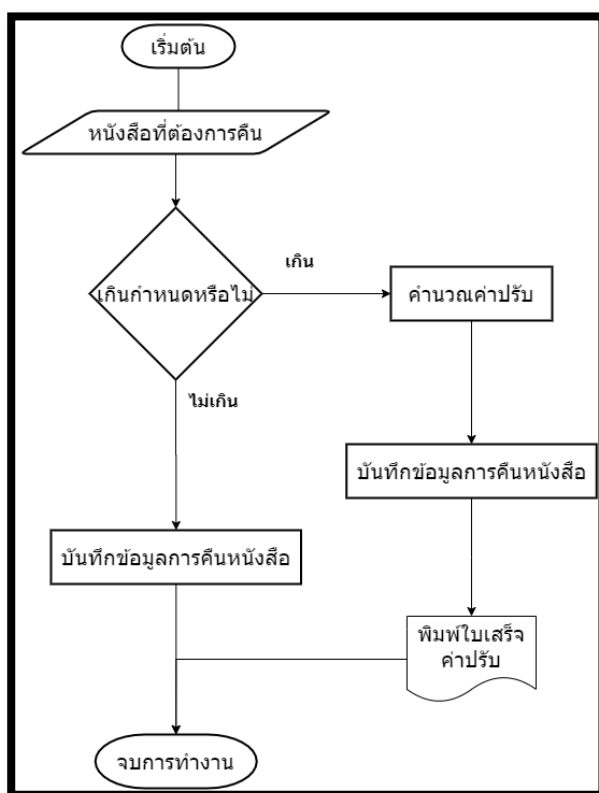 เริ่มต้น
หนังสือที่ต้องการคืน
เกินกำหนดหรือไม่
เกิน
คำนวณค่าปรับ
ไม่เกิน
บันทึกข้อมูลการคืนหนังสือ
บันทึกข้อมูลการคืนหนังสือ
พิมพ์ใบเสร็จ
ค่าปรับ
จบการทำงาน